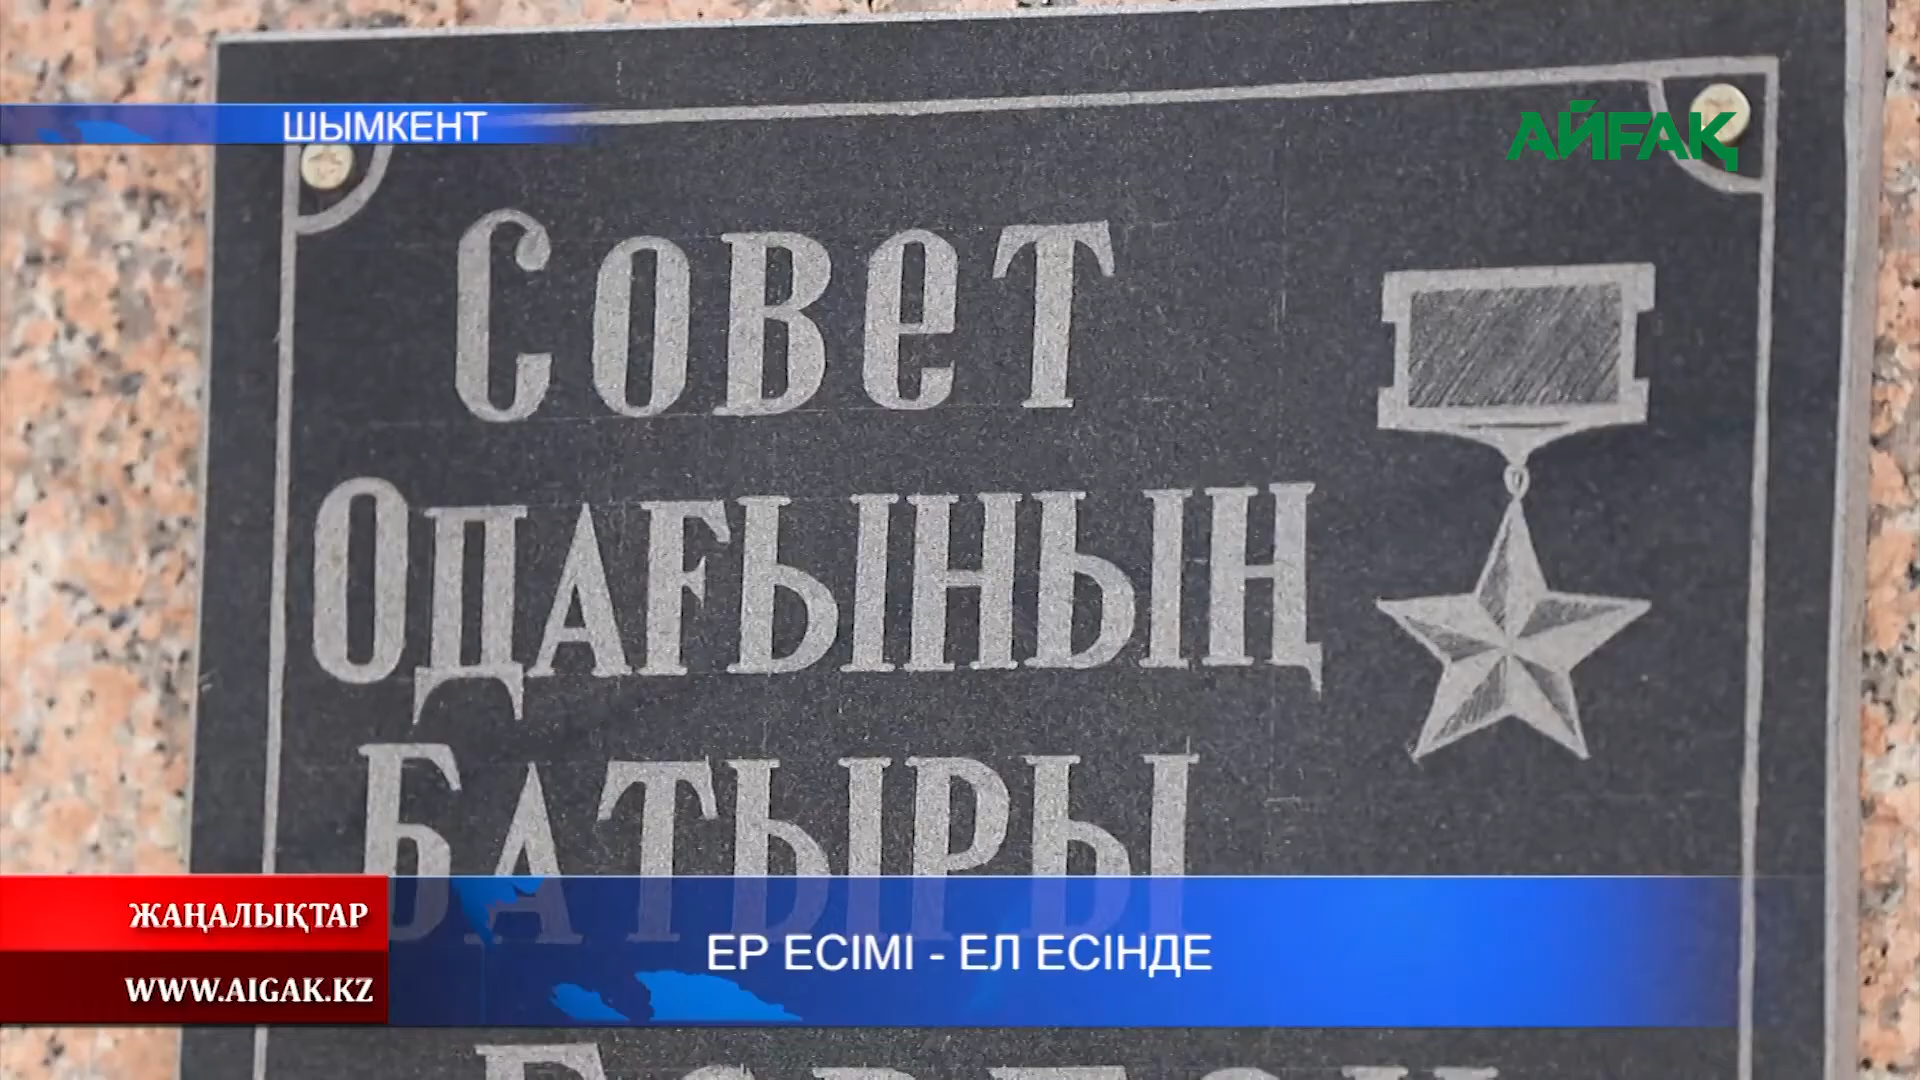 ШЫМКЕНТ
АЙҒАҚ
Совет
Одағының
Батыры
ЖАҢАЛЫҚТАР
WWW.AIGAK.KZ
ЕР ЕСІМІ - ЕЛ ЕСІНДЕ